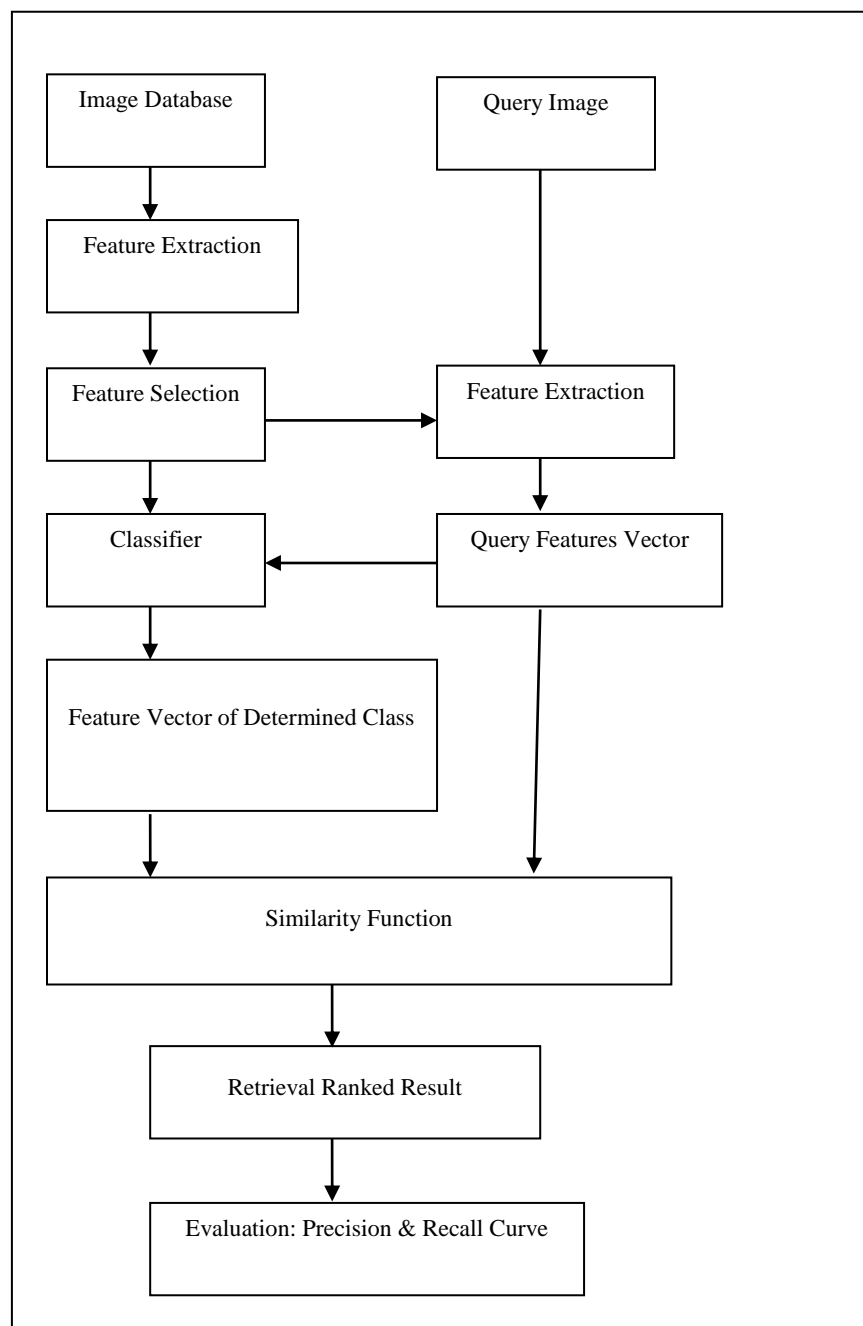 Image Database
Query Image
Feature Extraction
Feature Selection
Feature Extraction
Classifier
Query Features Vector
Feature Vector of Determined Class
Similarity Function
Retrieval Ranked Result
Evaluation: Precision & Recall Curve